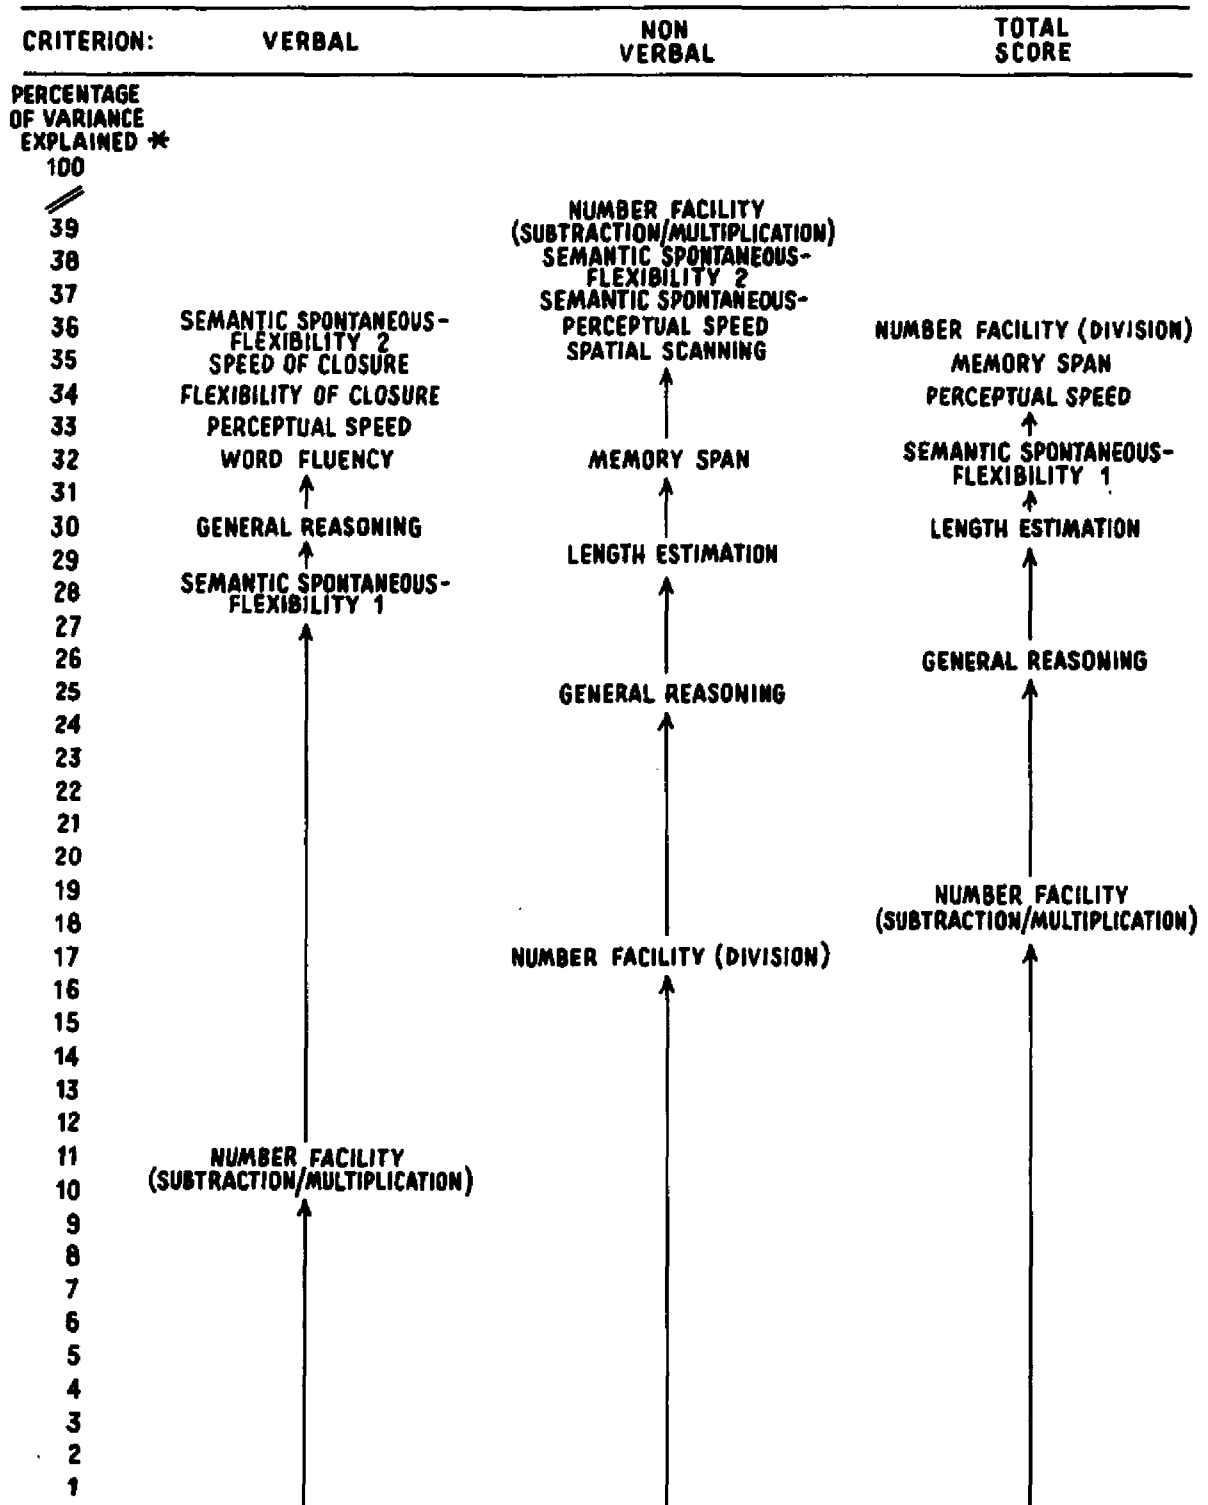 CRITERION: VERBAL NON VERBAL TOTAL SCORE
PERCENTAGE
OF VARIANCE
EXPLAINED *
100
39 NUMBER FACILITY
(SUBTRACTION/MULTIPLICATION)
38 SEMANTIC SPONTANEOUS-
FLEXIBILITY 2
37 SEMANTIC SPONTANEOUS-
36 SEMANTIC SPONTANEOUS- PERCEPTUAL SPEED NUMBER FACILITY (DIVISION)
FLEXIBILITY 2
35 SPEED OF CLOSURE SPATIAL SCANNING MEMORY SPAN
34 FLEXIBILITY OF CLOSURE PERCEPTUAL SPEED
33 PERCEPTUAL SPEED
32 WORD FLUENCY MEMORY SPAN SEMANTIC SPONTANEOUS-
FLEXIBILITY 1
31
30 GENERAL REASONING LENGTH ESTIMATION
29 LENGTH ESTIMATION
28 SEMANTIC SPONTANEOUS-
FLEXIBILITY 1
27
26 GENERAL REASONING
25 GENERAL REASONING
24
23
22
21
20
19 NUMBER FACILITY
18 (SUBTRACTION/MULTIPLICATION)
17 NUMBER FACILITY (DIVISION)
16
15
14
13
12
11 NUMBER FACILITY
10 (SUBTRACTION/MULTIPLICATION)
9
8
7
6
5
4
3
2
1